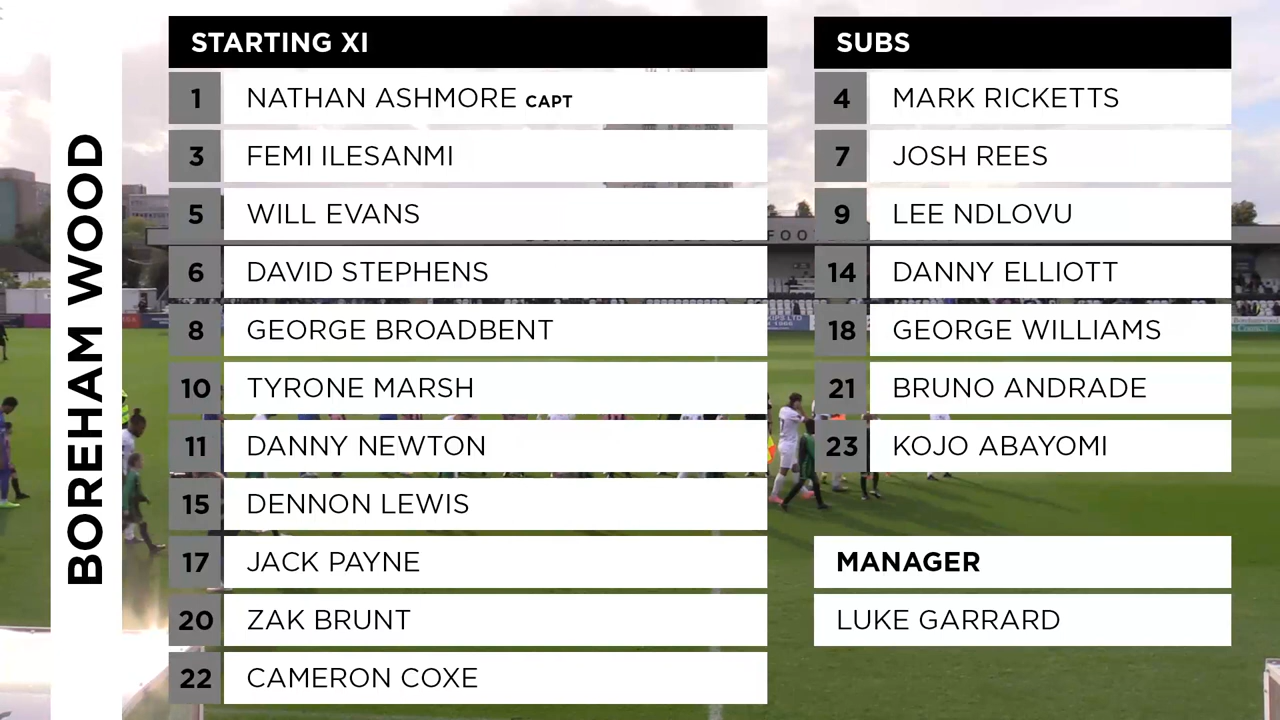 BOREHAM WOOD
STARTING XI
1 NATHAN ASHMORE CAPT
3 FEMI ILESANMI
5 WILL EVANS
6 DAVID STEPHENS
8 GEORGE BROADBENT
10 TYRONE MARSH
11 DANNY NEWTON
15 DENNON LEWIS
17 JACK PAYNE
20 ZAK BRUNT
22 CAMERON COXE
SUBS
4 MARK RICKETTS
7 JOSH REES
9 LEE NDLOVU
14 DANNY ELLIOTT
18 GEORGE WILLIAMS
21 BRUNO ANDRADE
23 KOJO ABAYOMI
MANAGER
LUKE GARRARD